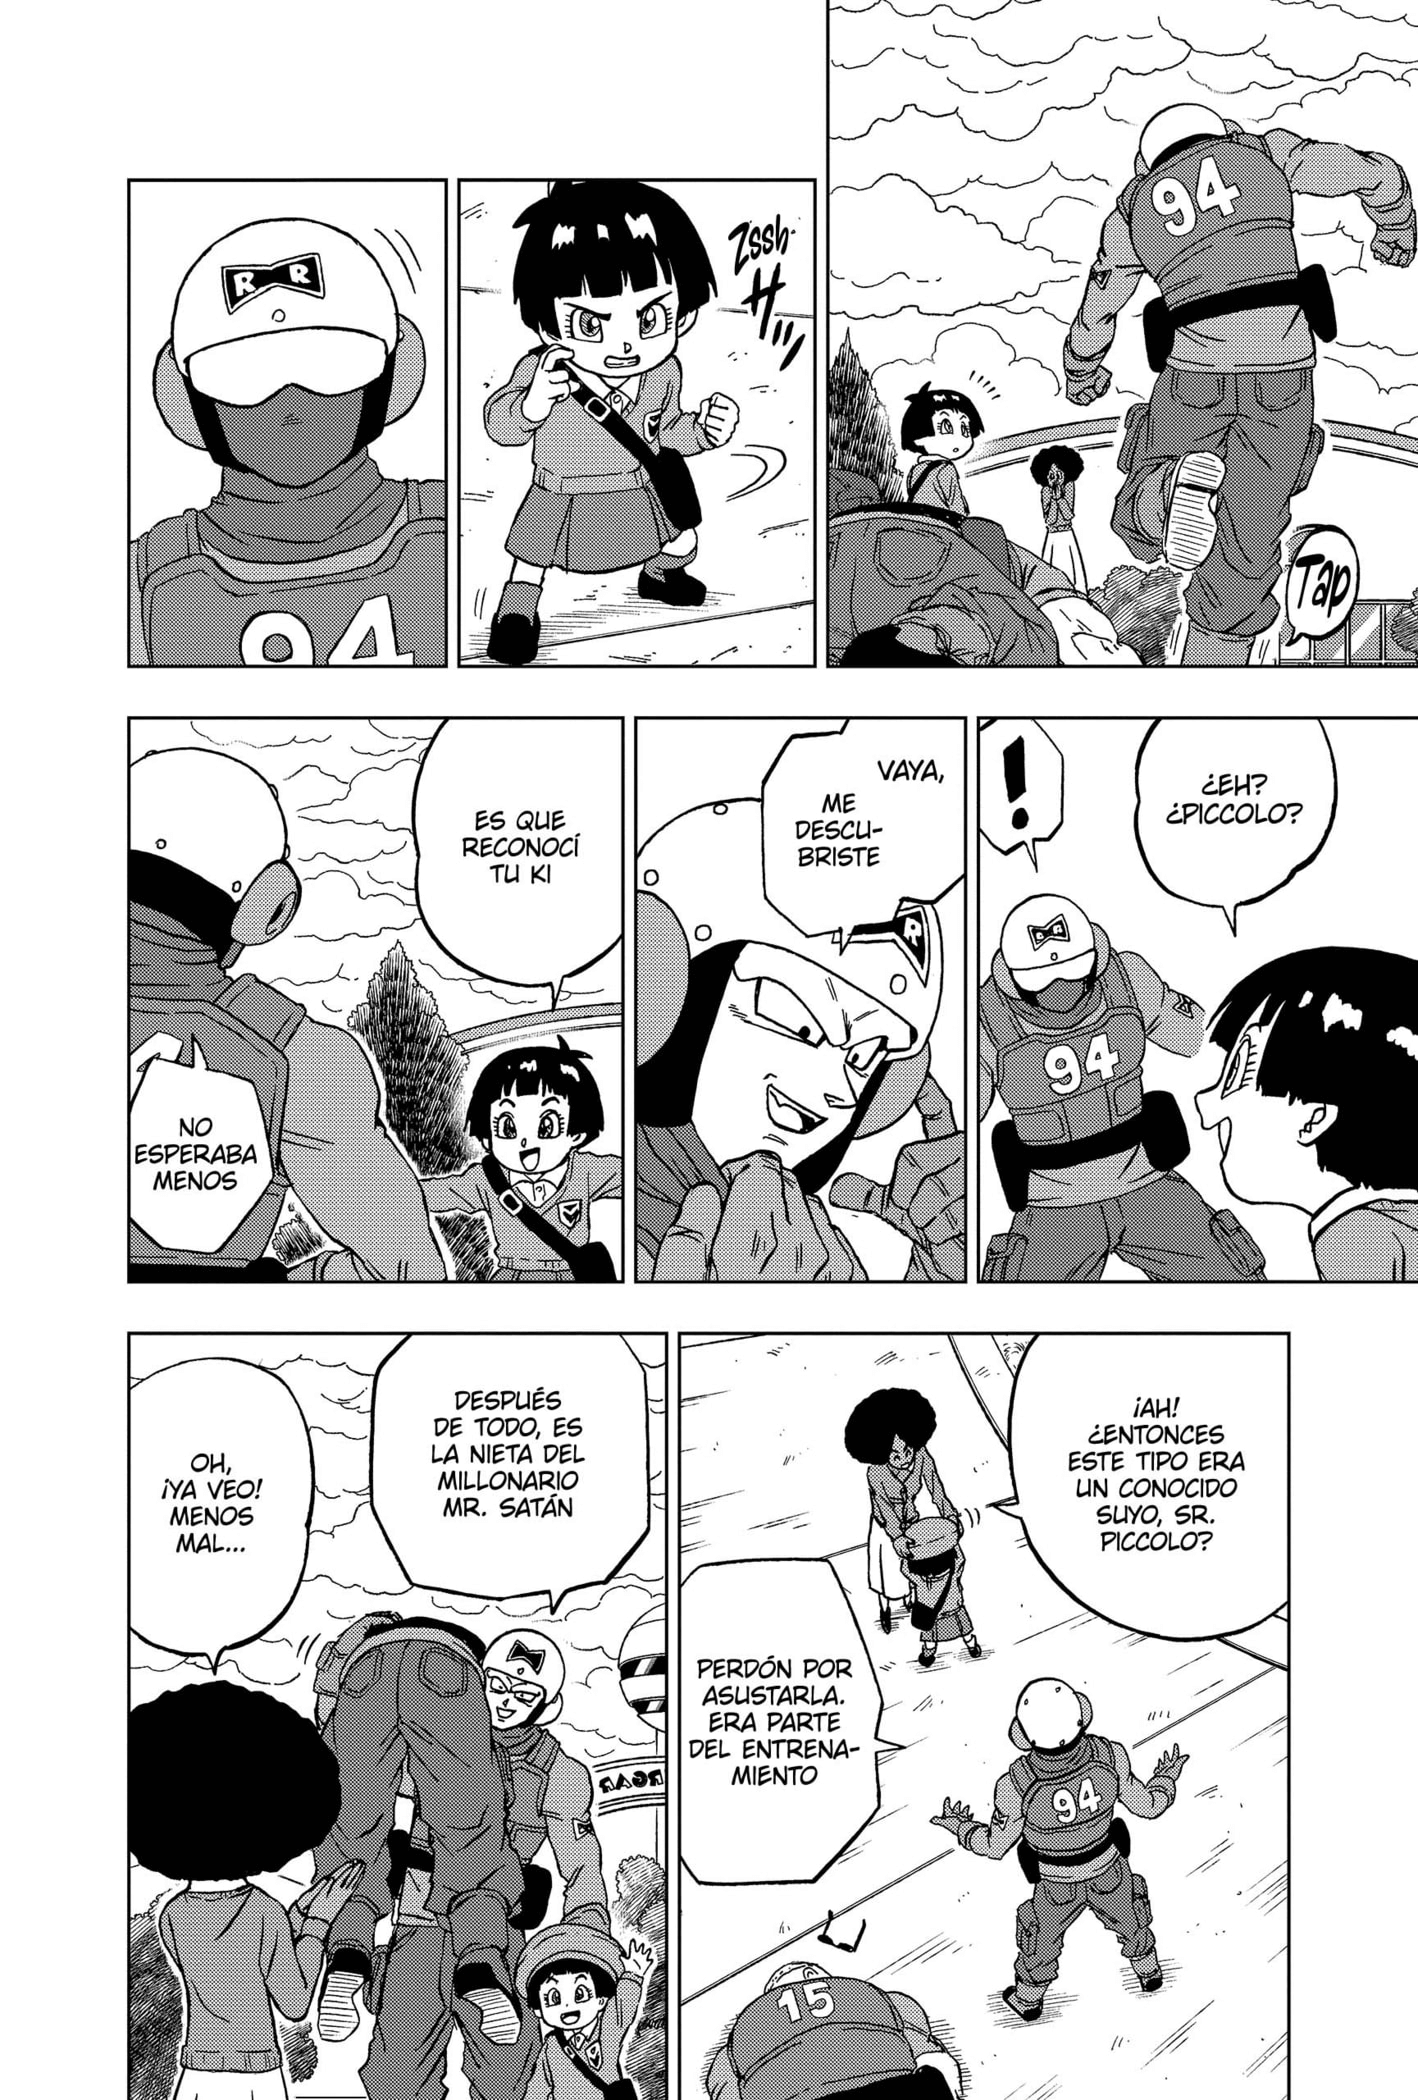 94
Tap
Zssh-
H
R R
94
¿EH?
¿PICCOLO?
!
94
VAYA,
ME
DESCU-
BRISTE
R
ES QUE
RECONOCÍ
TU KI
NO
ESPERABA
MENOS
¡AH!
¿ENTONCES
ESTE TIPO ERA
UN CONOCIDO
SUYO, SR.
PICCOLO?
PERDÓN POR
ASUSTARLA.
ERA PARTE
DEL ENTRENA-
MIENTO
94
15
DESPUÉS
DE TODO, ES
LA NIETA DEL
MILLONARIO
MR. SATÁN
OH,
¡YA VEO!
MENOS
MAL...